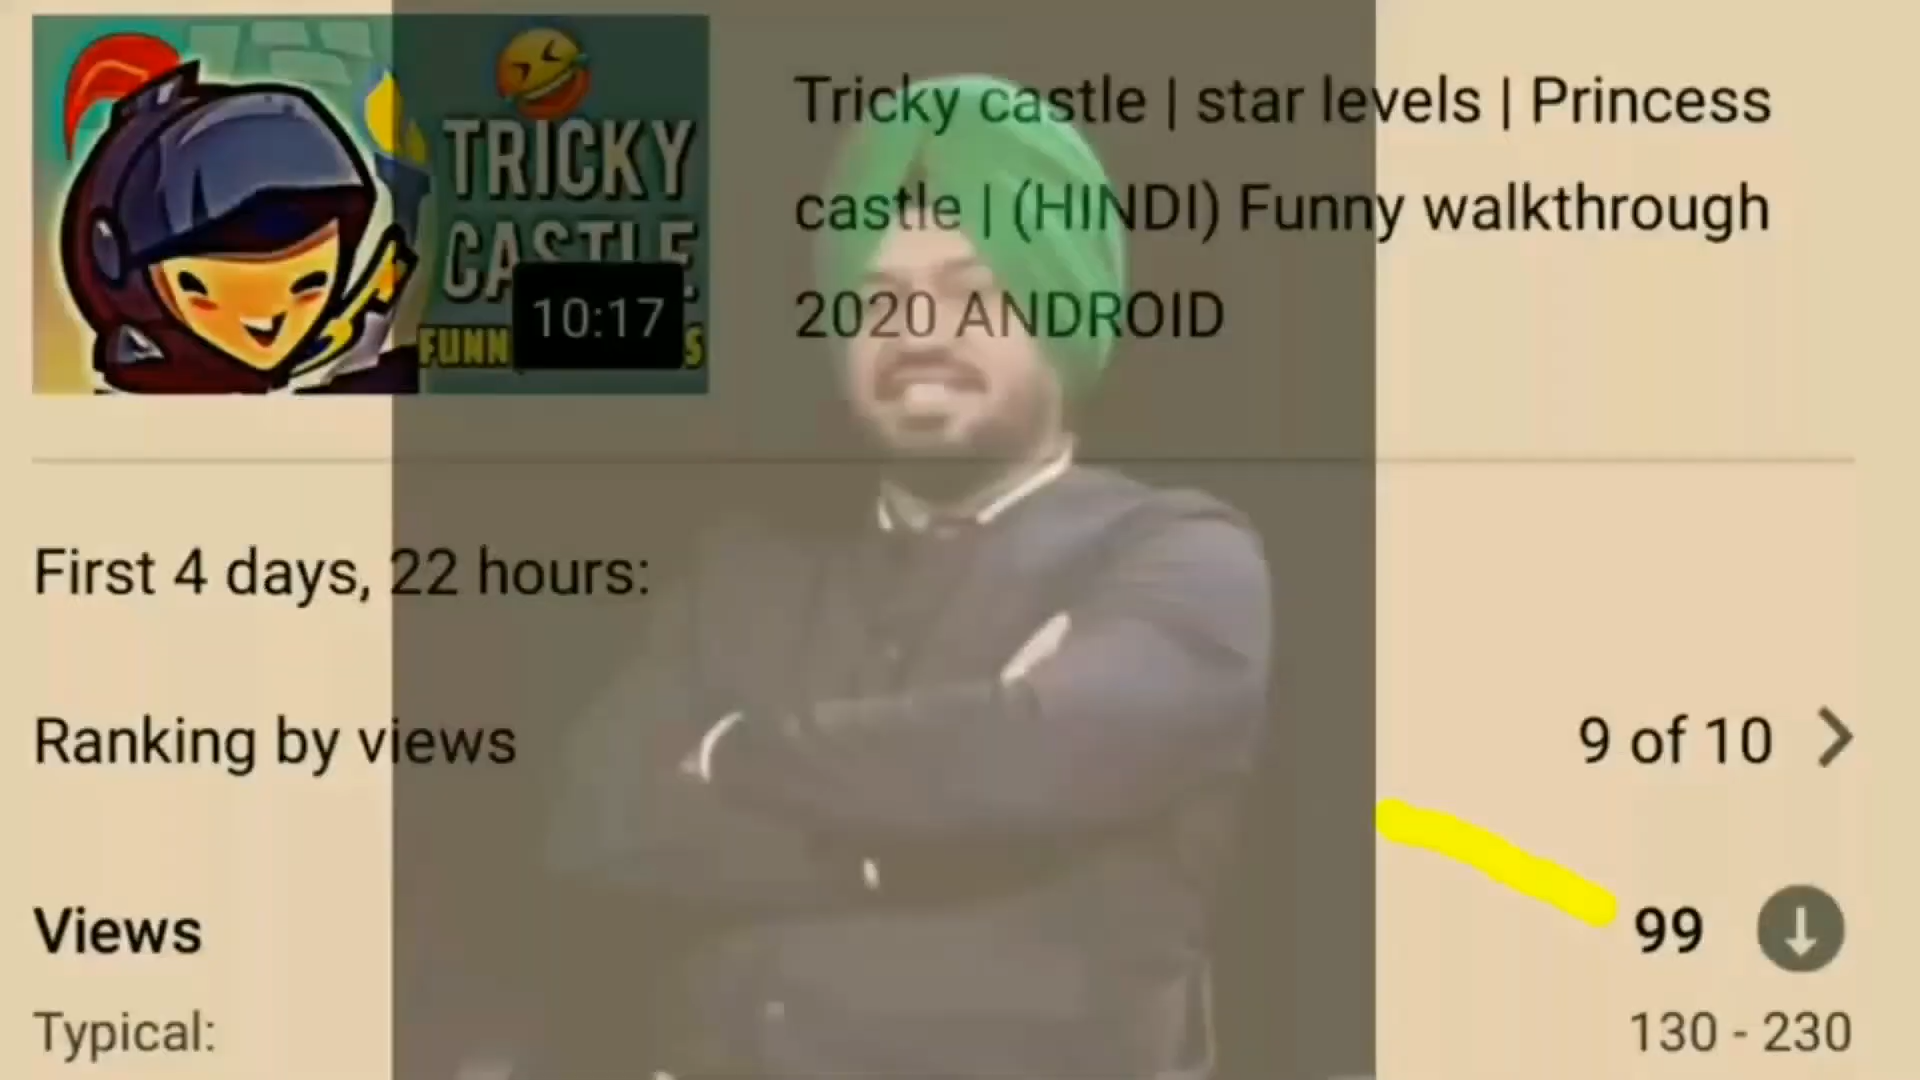 TRICKY
CASTLE
10:17
Tricky castle | star levels | Princess
castle | (HINDI) Funny walkthrough
2020 ANDROID
First 4 days, 22 hours:
Ranking by views
9 of 10
Views
99
Typical:
130 - 230